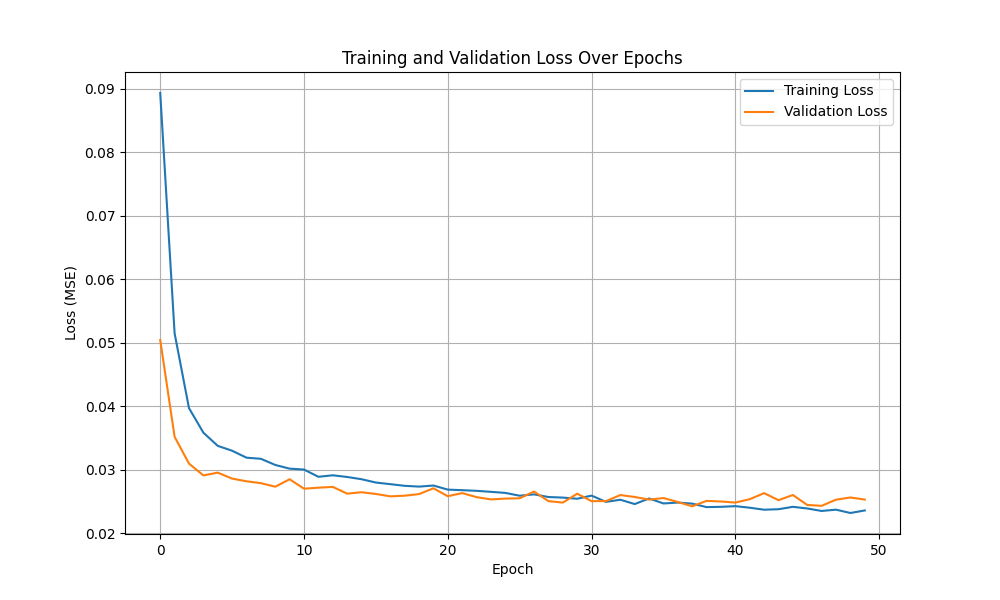 Training and Validation Loss Over Epochs
Training Loss
Validation Loss
0.09
0.08
0.07
0.06
0.05
0.04
0.03
0.02
Loss (MSE)
0
10
20
30
40
50
Epoch